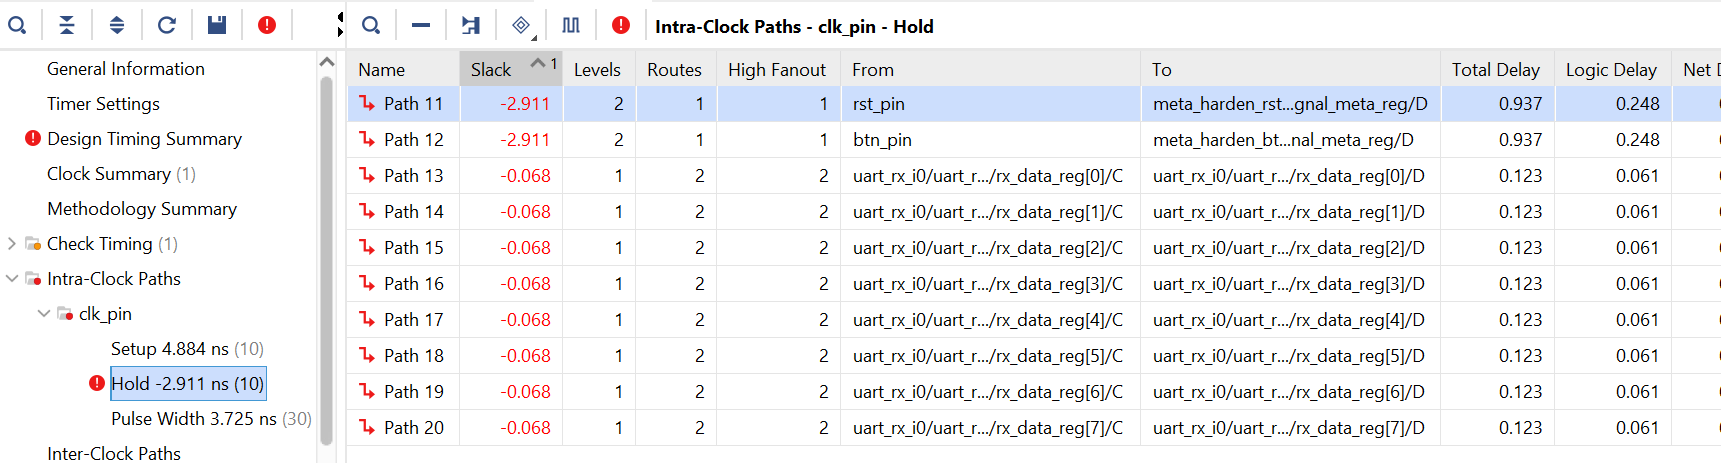 Intra-Clock Paths - clk_pin - Hold
General Information
Timer Settings
Design Timing Summary
Clock Summary (1)
Methodology Summary
Check Timing (1)
Intra-Clock Paths
clk_pin
Setup 4.884 ns (10)
Hold -2.911 ns (10)
Pulse Width 3.725 ns (30)
Inter-Clock Paths
Name Slack 1 Levels Routes High Fanout From To Total Delay Logic Delay Net D
Path 11 -2.911 2 1 1 rst_pin meta_harden_rst...gnal_meta_reg/D 0.937 0.248
Path 12 -2.911 2 1 1 btn_pin meta_harden_bt...nal_meta_reg/D 0.937 0.248
Path 13 -0.068 1 2 2 uart_rx_i0/uart_r.../rx_data_reg[0]/C uart_rx_i0/uart_r.../rx_data_reg[0]/D 0.123 0.061
Path 14 -0.068 1 2 2 uart_rx_i0/uart_r.../rx_data_reg[1]/C uart_rx_i0/uart_r.../rx_data_reg[1]/D 0.123 0.061
Path 15 -0.068 1 2 2 uart_rx_i0/uart_r.../rx_data_reg[2]/C uart_rx_i0/uart_r.../rx_data_reg[2]/D 0.123 0.061
Path 16 -0.068 1 2 2 uart_rx_i0/uart_r.../rx_data_reg[3]/C uart_rx_i0/uart_r.../rx_data_reg[3]/D 0.123 0.061
Path 17 -0.068 1 2 2 uart_rx_i0/uart_r.../rx_data_reg[4]/C uart_rx_i0/uart_r.../rx_data_reg[4]/D 0.123 0.061
Path 18 -0.068 1 2 2 uart_rx_i0/uart_r.../rx_data_reg[5]/C uart_rx_i0/uart_r.../rx_data_reg[5]/D 0.123 0.061
Path 19 -0.068 1 2 2 uart_rx_i0/uart_r.../rx_data_reg[6]/C uart_rx_i0/uart_r.../rx_data_reg[6]/D 0.123 0.061
Path 20 -0.068 1 2 2 uart_rx_i0/uart_r.../rx_data_reg[7]/C uart_rx_i0/uart_r.../rx_data_reg[7]/D 0.123 0.061